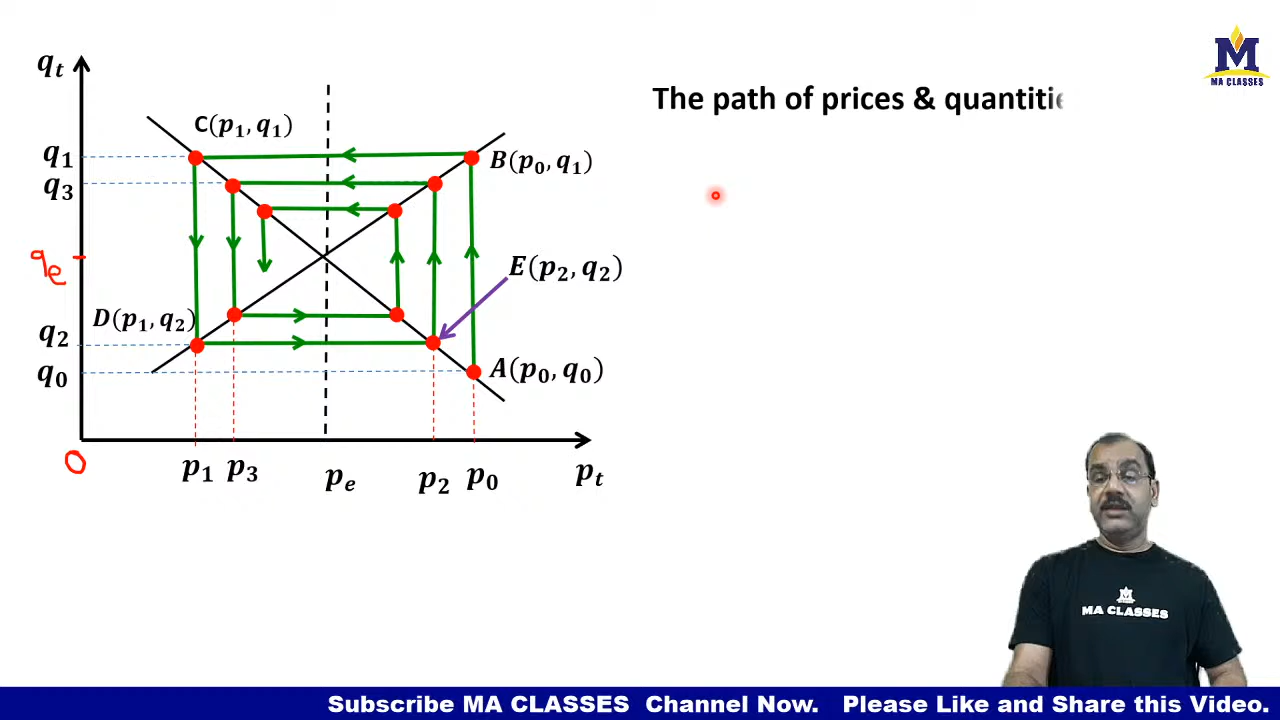 The path of prices & quantitie
MA CLASSES
qₜ
C(p₁, q₁)
q₁
B(p₀, q₁)
q₃
qₑ
E(p₂, q₂)
D(p₁, q₂)
q₂
q₀
A(p₀, q₀)
O
p₁ p₃ pₑ p₂ p₀ pₜ
MA CLASSES
Subscribe MA CLASSES Channel Now. Please Like and Share this Video.